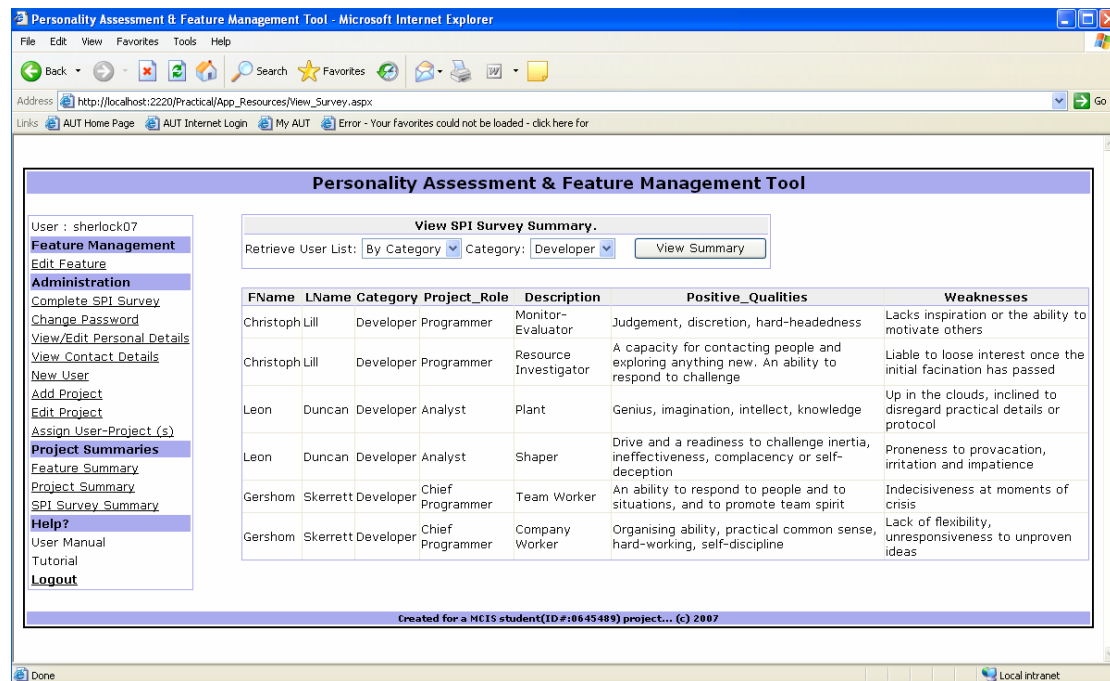 Personality Assessment & Feature Management Tool - Microsoft Internet Explorer
File Edit View Favorites Tools Help
Back Search Favorites
Address http://localhost:2220/Practical/App_Resources/View_Survey.aspx Go
Links AUT Home Page AUT Internet Login My AUT Error - Your favorites could not be loaded - click here for
Personality Assessment & Feature Management Tool
User : sherlock07
Feature Management
Edit Feature
Administration
Complete SPI Survey
Change Password
View/Edit Personal Details
View Contact Details
New User
Add Project
Edit Project
Assign User-Project (s)
Project Summaries
Feature Summary
Project Summary
SPI Survey Summary
Help?
User Manual
Tutorial
Logout
View SPI Survey Summary.
Retrieve User List: By Category Category: Developer View Summary
FName LName Category Project_Role Description Positive_Qualities Weaknesses
Christoph Lill Developer Programmer Monitor-
Evaluator Judgement, discretion, hard-headedness Lacks inspiration or the ability to
motivate others
Christoph Lill Developer Programmer Resource
Investigator A capacity for contacting people and
exploring anything new. An ability to
respond to challenge Liable to loose interest once the
initial facination has passed
Leon Duncan Developer Analyst Plant Genius, imagination, intellect, knowledge Up in the clouds, inclined to
disregard practical details or
protocol
Leon Duncan Developer Analyst Shaper Drive and a readiness to challenge inertia,
ineffectiveness, complacency or self-
deception Proneness to provacation,
irritation and impatience
Gershom Skerrett Developer Chief
Programmer Team Worker An ability to respond to people and to
situations, and to promote team spirit Indecisiveness at moments of
crisis
Gershom Skerrett Developer Chief
Programmer Company
Worker Organising ability, practical common sense,
hard-working, self-discipline Lack of flexibility,
unresponsiveness to unproven
ideas
Created for a MCIS student(ID#:0645489) project... (c) 2007
Done Local intranet